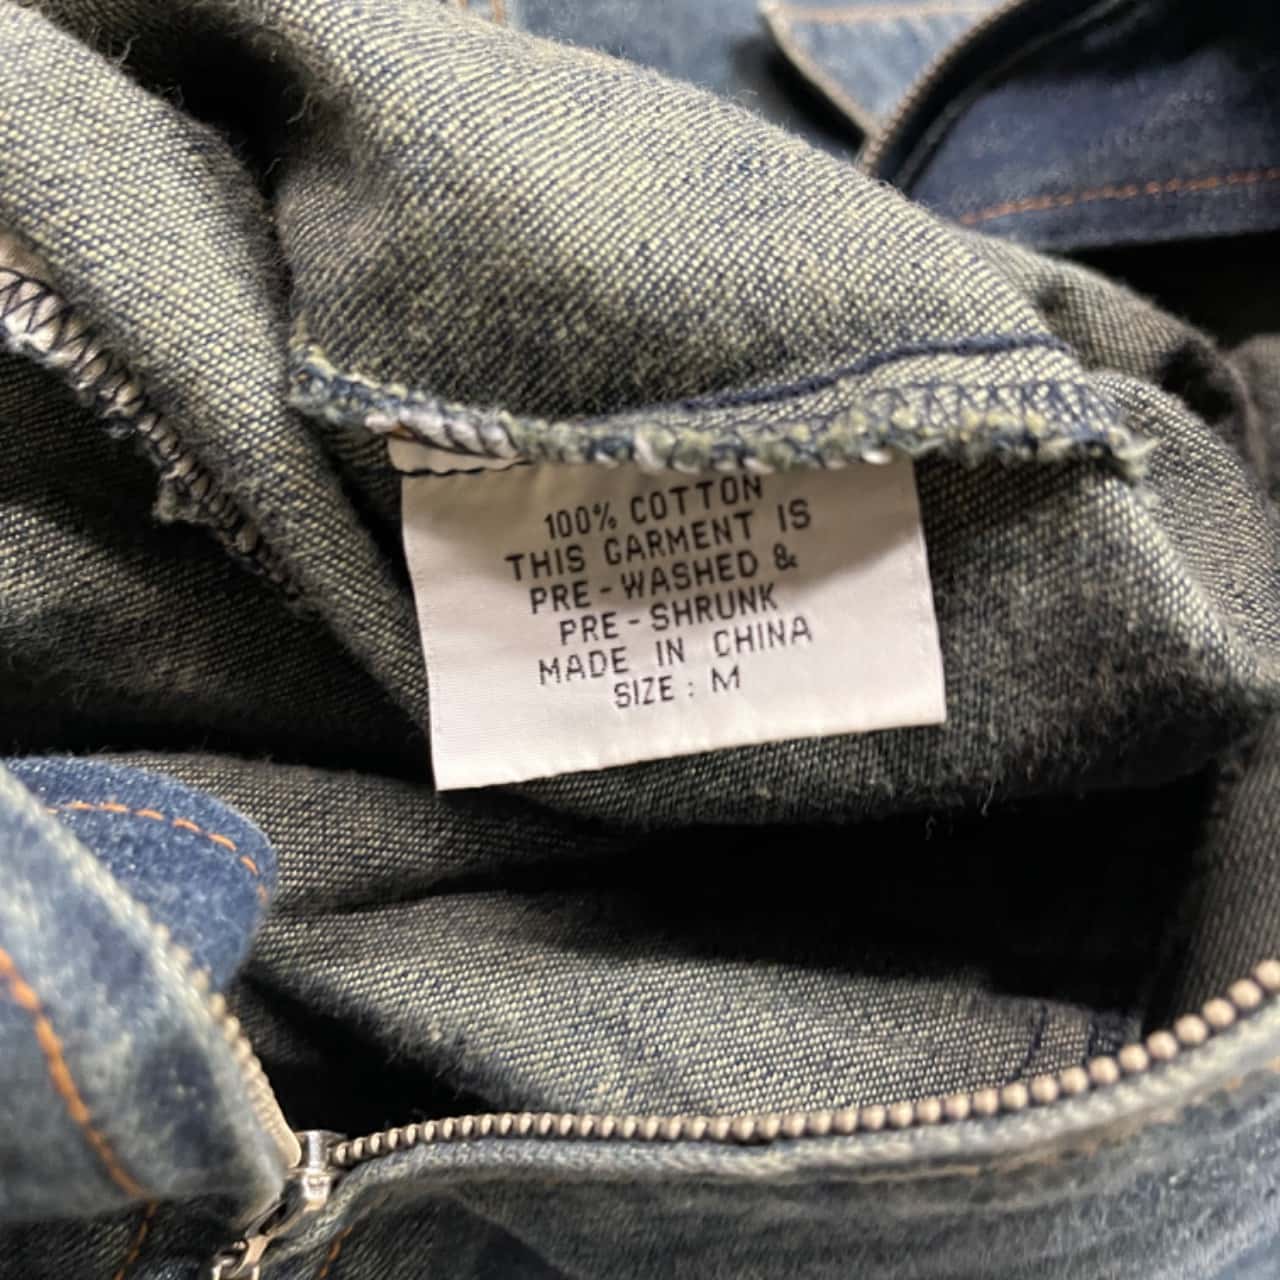 100% COTTON
THIS GARMENT IS
PRE-WASHED &
PRE-SHRUNK
MADE IN CHINA
SIZE : M